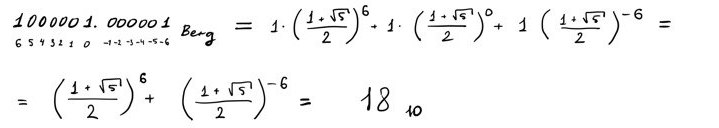 1000001.000001 Berg = 1·((1+√5)/2)^6 + 1·((1+√5)/2)^0 + 1((1+√5)/2)^-6 =
6 5 4 3 2 1 0 -1 -2 -3 -4 -5 -6
= ((1+√5)/2)^6 + ((1+√5)/2)^-6 = 18 10